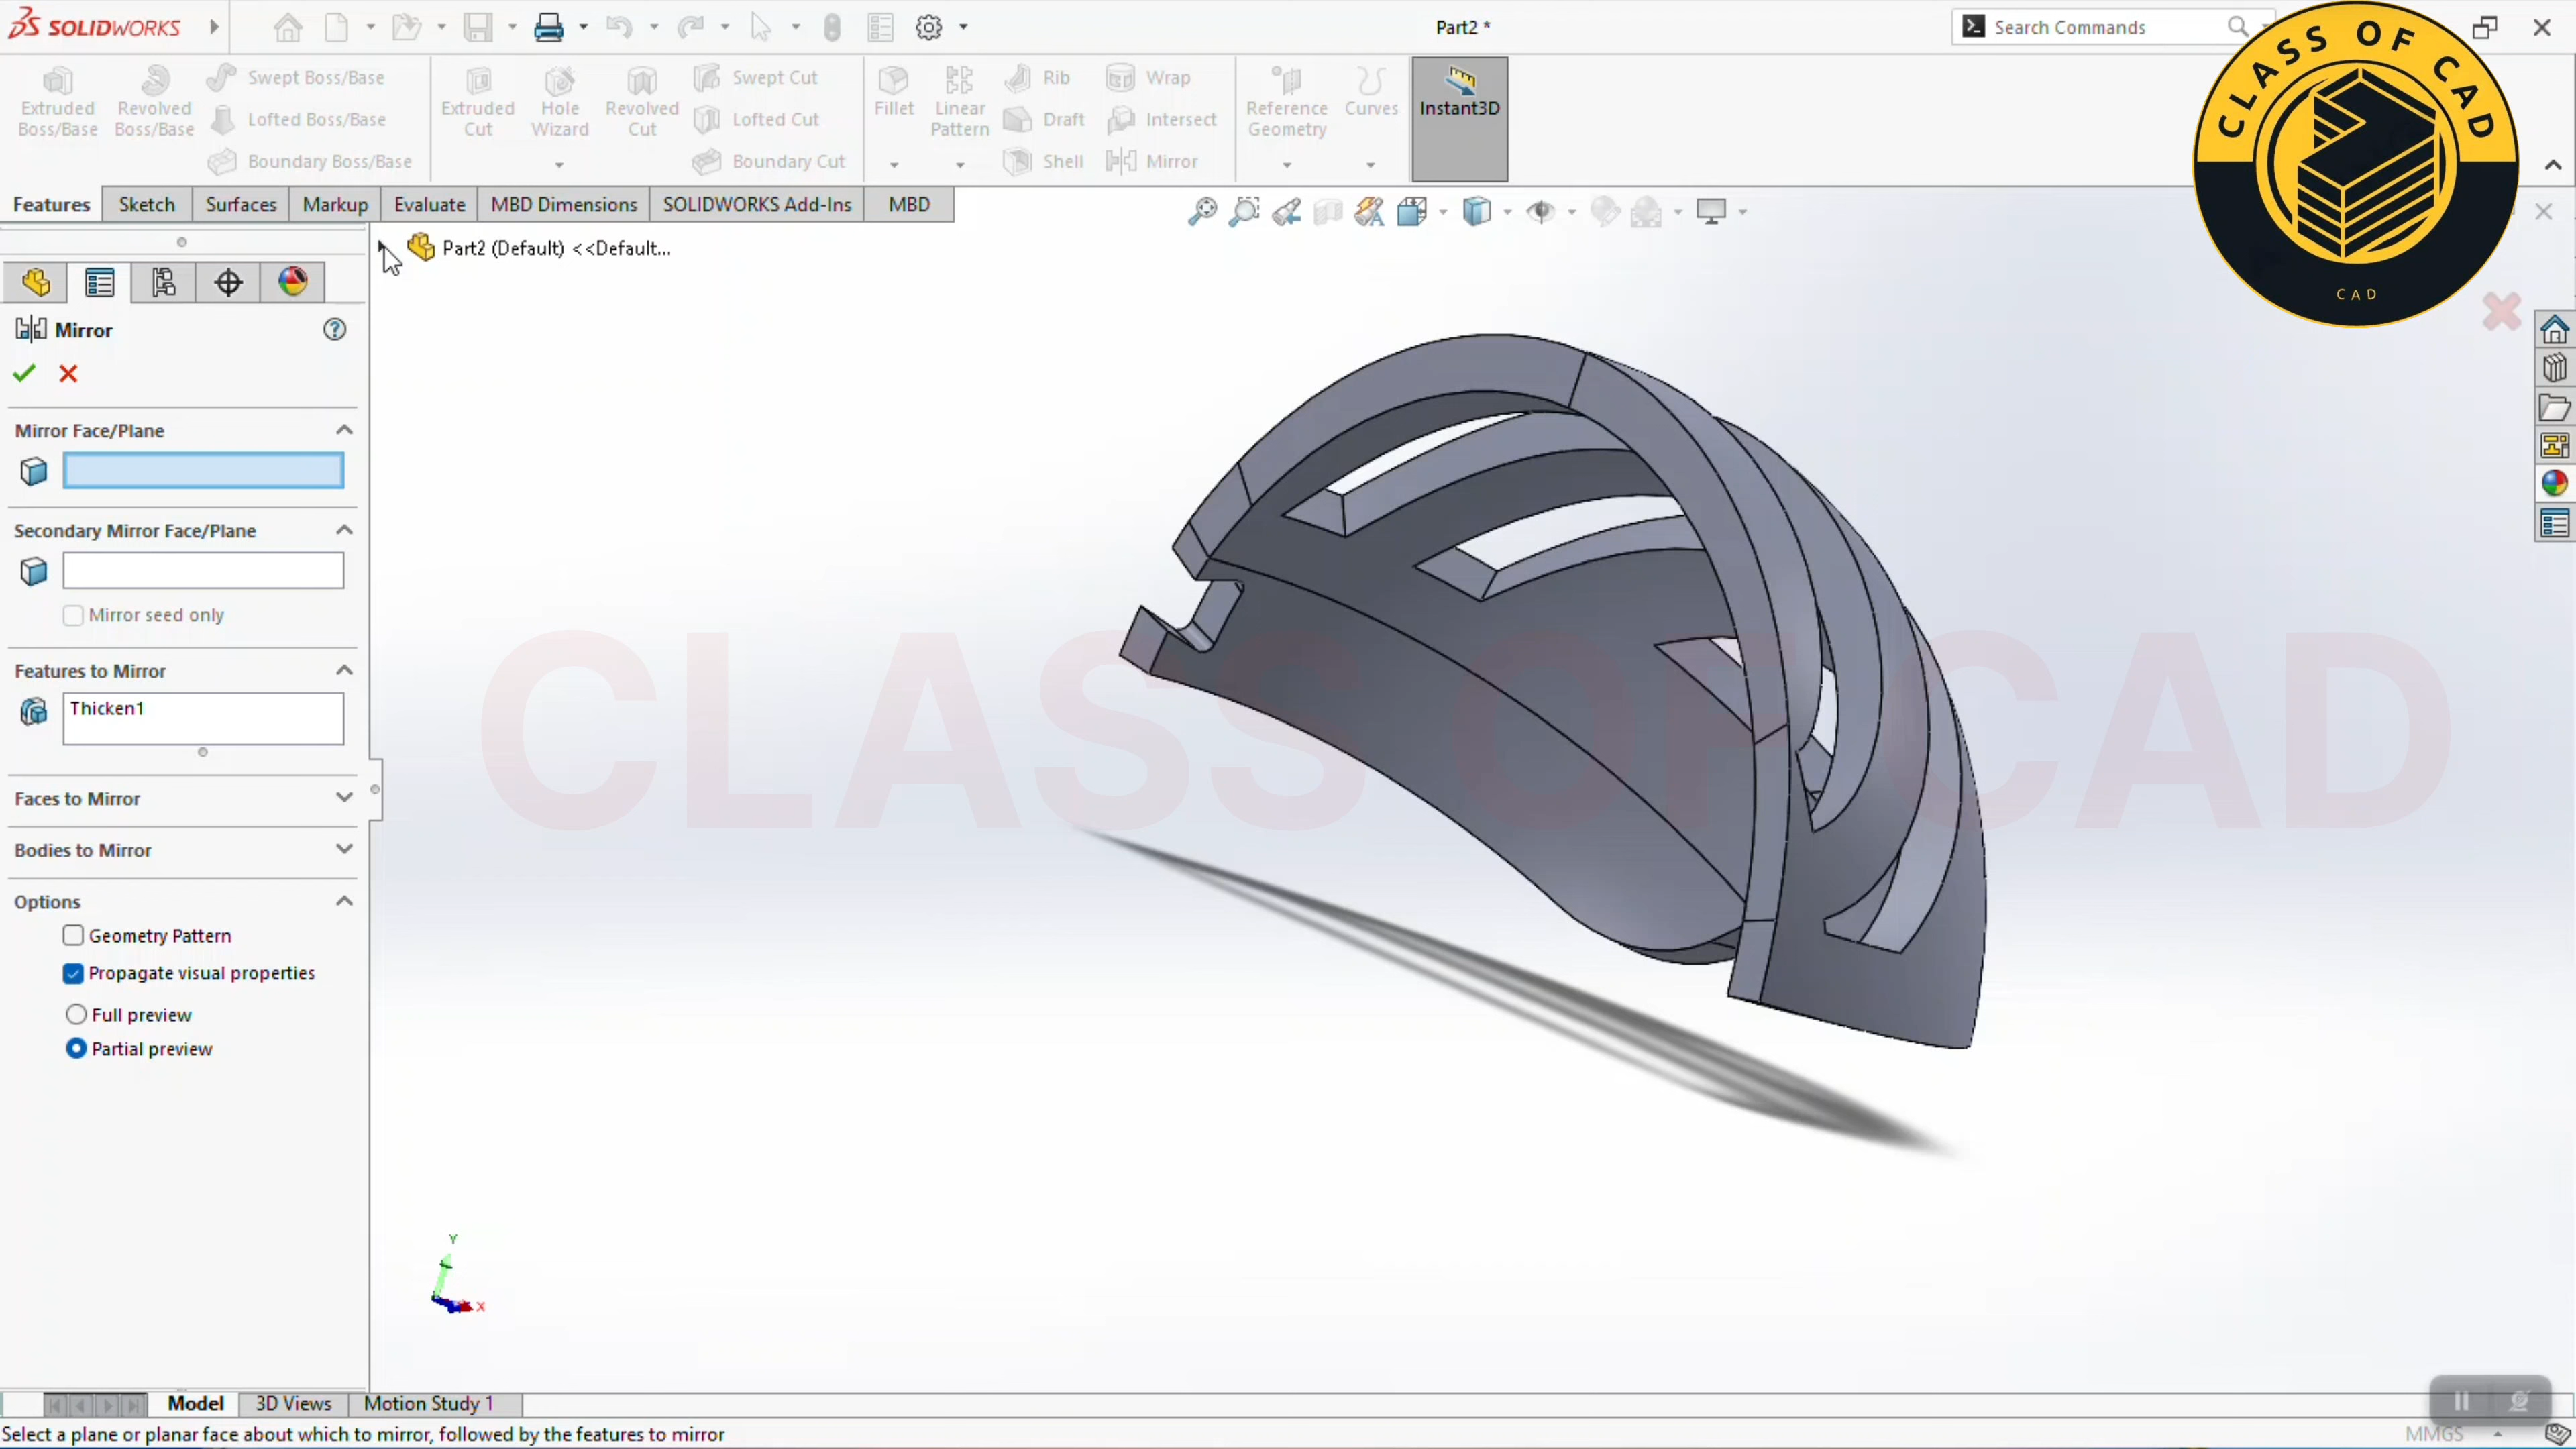 SOLIDWORKS
Part2 *
Search Commands
CLASS OF CAD
CAD
Extruded Boss/Base
Revolved Boss/Base
Swept Boss/Base
Lofted Boss/Base
Boundary Boss/Base
Extruded Cut
Hole Wizard
Revolved Cut
Swept Cut
Lofted Cut
Boundary Cut
Fillet
Linear Pattern
Rib
Draft
Shell
Wrap
Intersect
Mirror
Reference Geometry
Curves
Instant3D
Features
Sketch
Surfaces
Markup
Evaluate
MBD Dimensions
SOLIDWORKS Add-Ins
MBD
Part2 (Default) <<Default...
Mirror
Mirror Face/Plane
Secondary Mirror Face/Plane
Mirror seed only
Features to Mirror
Thicken1
Faces to Mirror
Bodies to Mirror
Options
Geometry Pattern
Propagate visual properties
Full preview
Partial preview
CLASS OF CAD
Y
X
Model
3D Views
Motion Study 1
Select a plane or planar face about which to mirror, followed by the features to mirror
MMGS